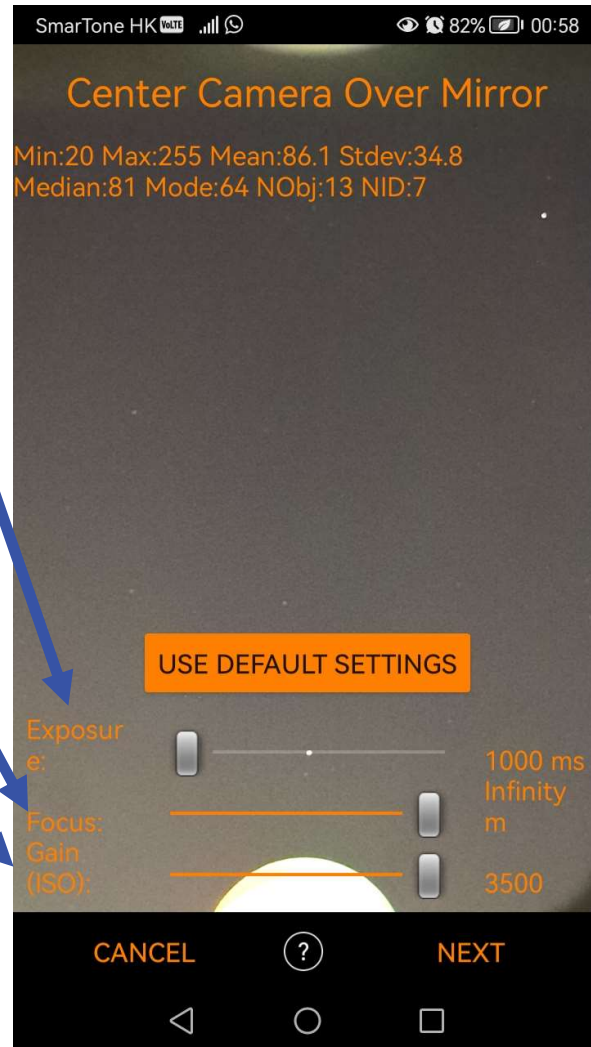 SmarTone HK VoLTE 82% 00:58
Center Camera Over Mirror
Min:20 Max:255 Mean:86.1 Stdev:34.8
Median:81 Mode:64 NObj:13 NID:7
USE DEFAULT SETTINGS
Exposur
e:
1000 ms
Infinity
Focus:
m
Gain
(ISO):
3500
CANCEL ? NEXT